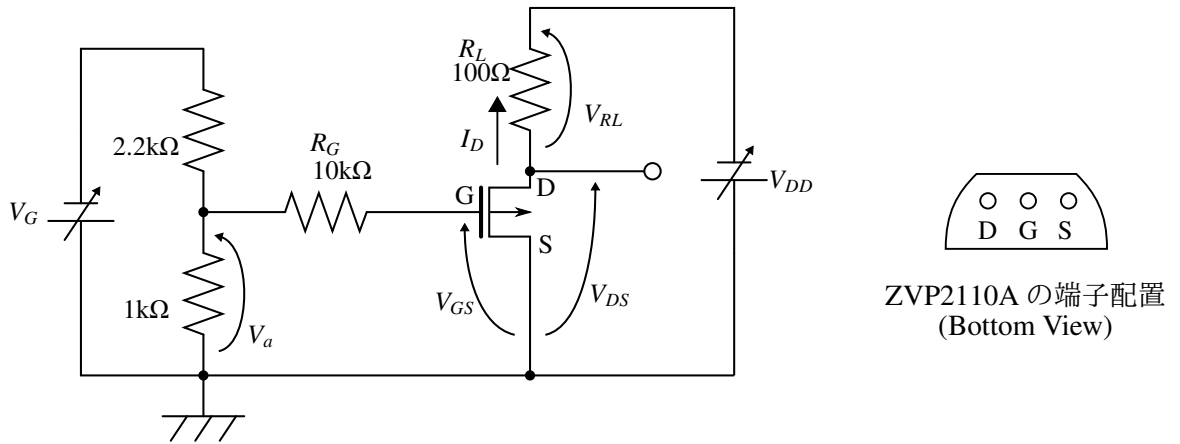 R_L
100Ω
V_RL
I_D
2.2kΩ
R_G
10kΩ
G
D
S
V_G
V_DD
1kΩ
V_a
V_GS
V_DS
D G S
ZVP2110A の端子配置
(Bottom View)